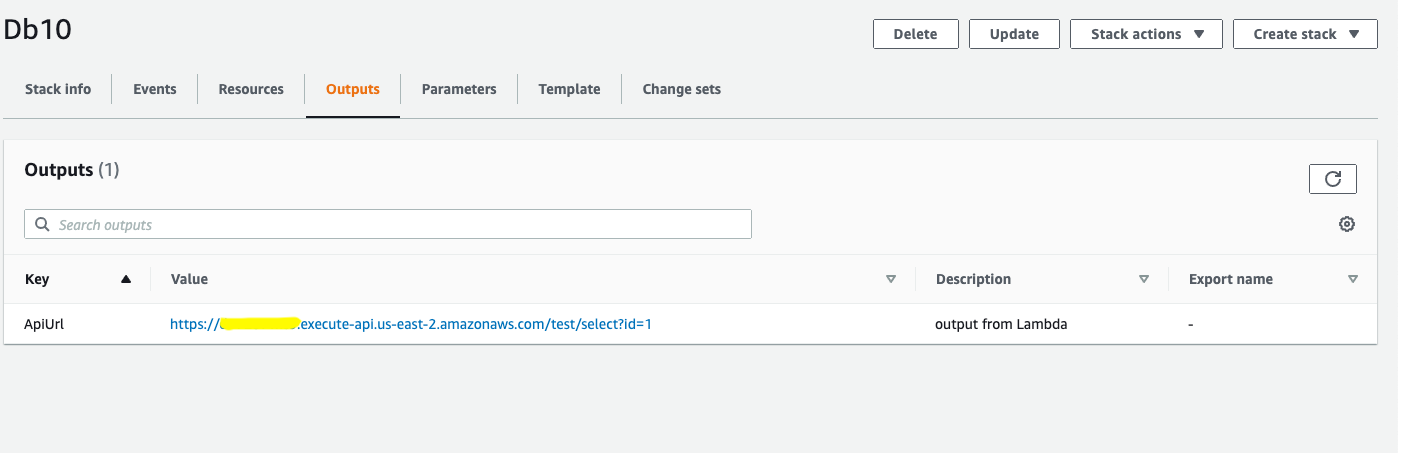 Db10
Delete
Update
Stack actions
Create stack
Stack info
Events
Resources
Outputs
Parameters
Template
Change sets
Outputs (1)
Search outputs
Key
Value
Description
Export name
ApiUrl
https://
.execute-api.us-east-2.amazonaws.com/test/select?id=1
output from Lambda
-